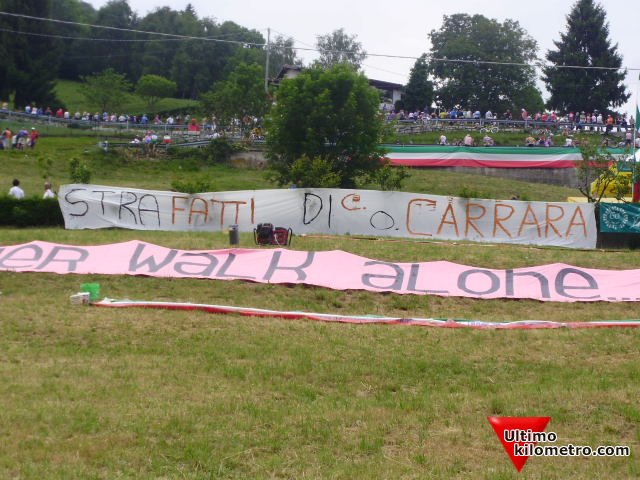 STRAFATTI DI C.O. CARRARA
ER WALK ALONE...
Ultimo
kilometro.com